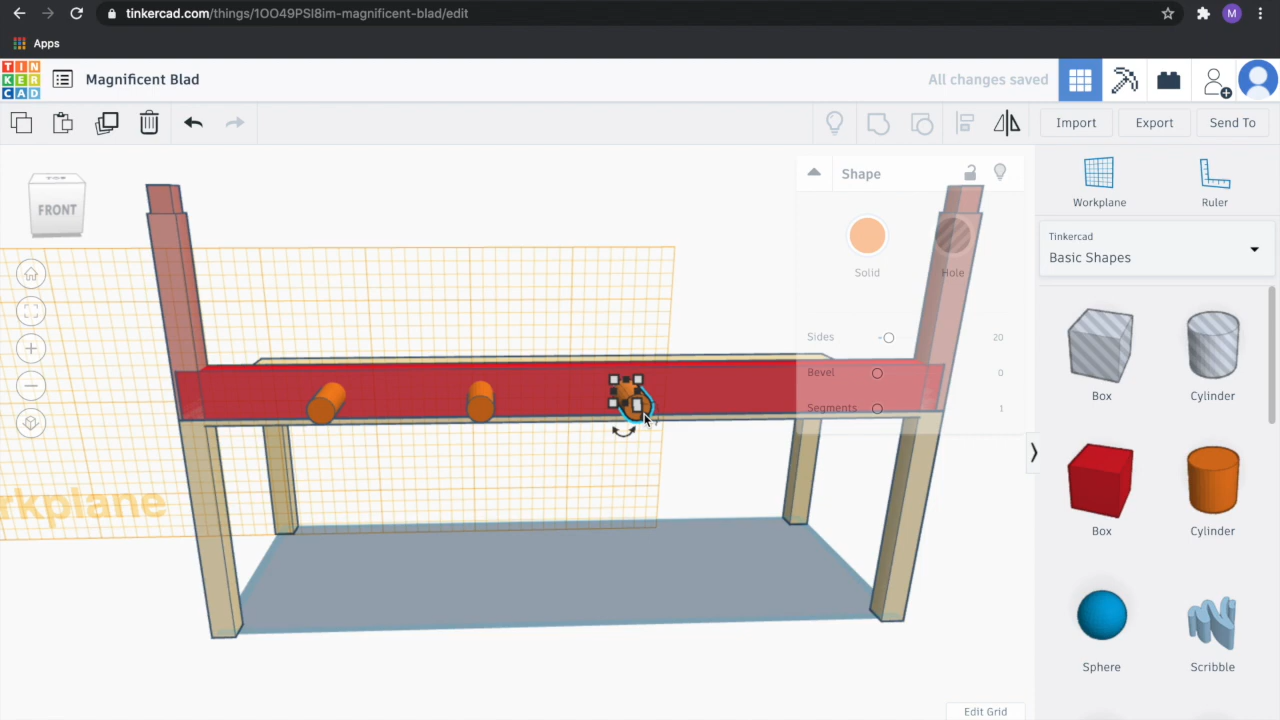 tinkercad.com/things/1OO49PSI8im-magnificent-blad/edit
M
Apps
TIN
KER
CAD
Magnificent Blad
All changes saved
Import
Export
Send To
TOP
FRONT
Shape
Solid
Hole
Sides
20
Bevel
0
Segments
1
rkplane
Workplane
Ruler
Tinkercad
Basic Shapes
Box
Cylinder
Box
Cylinder
Sphere
Scribble
Edit Grid